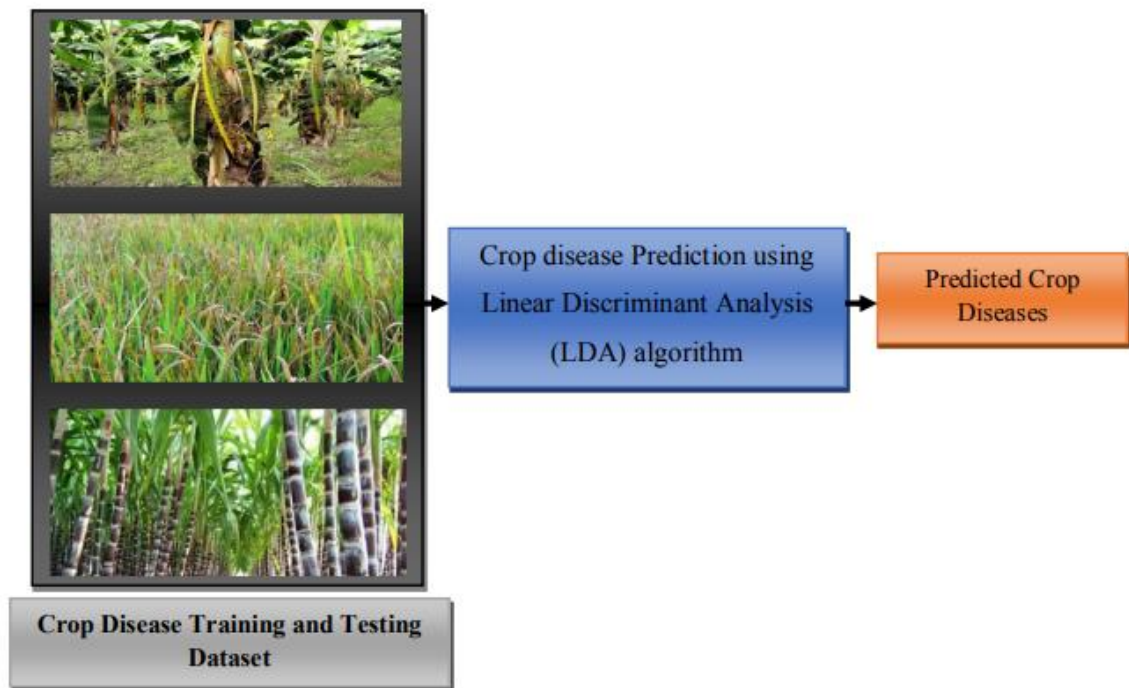 Crop disease Prediction using
Linear Discriminant Analysis
(LDA) algorithm
Predicted Crop
Diseases
Crop Disease Training and Testing
Dataset